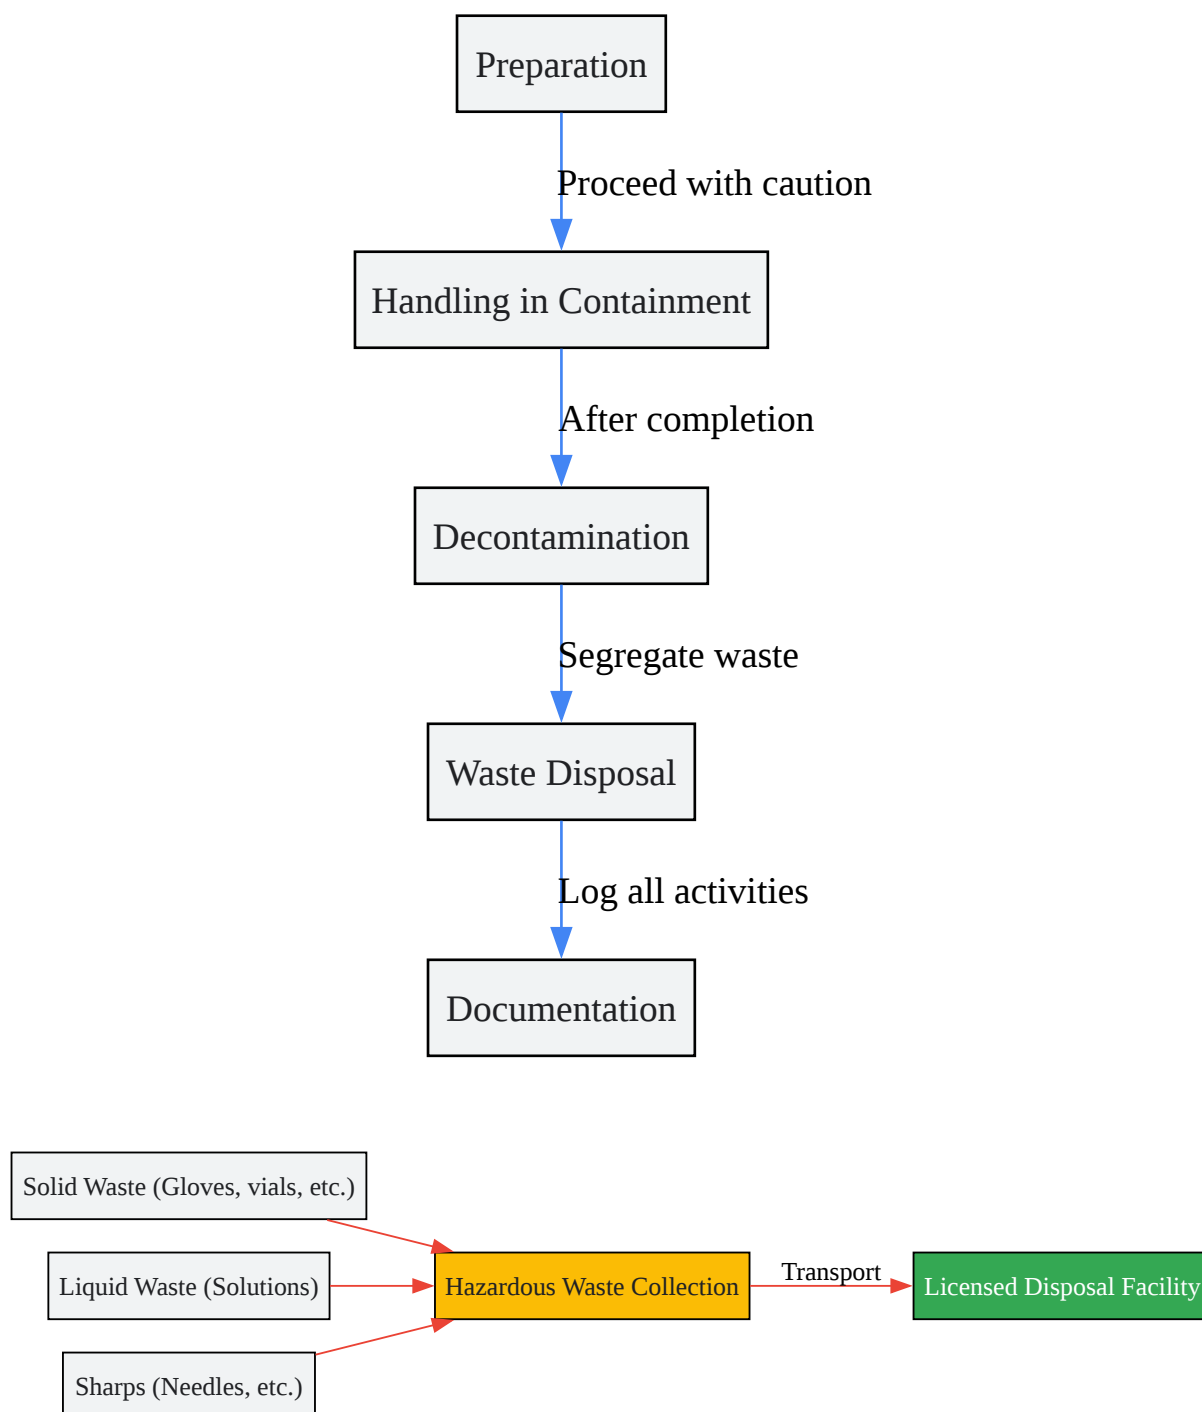 Preparation
Proceed with caution
Handling in Containment
After completion
Decontamination
Segregate waste
Waste Disposal
Log all activities
Documentation
Solid Waste (Gloves, vials, etc.)
Liquid Waste (Solutions)
Hazardous Waste Collection
Transport
Licensed Disposal Facility
Sharps (Needles, etc.)